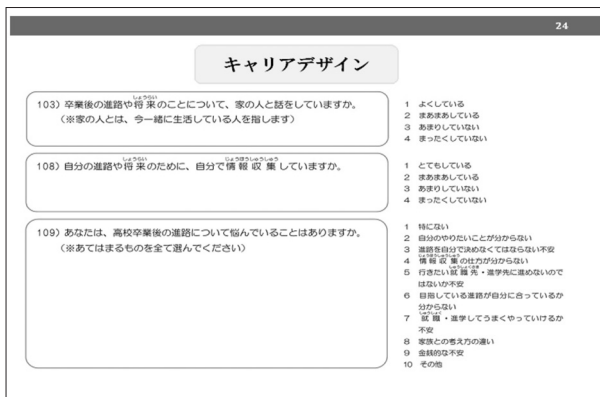 24
キャリアデザイン
103）卒業後の進路や将来のことについて、家の人と話をしていますか。
（※家の人とは、今一緒に生活している人を指します）
1 よくしている
2 まあまあしている
3 あまりしていない
4 まったくしていない
108）自分の進路や将来のために、自分で情報収集していますか。
1 とてもしている
2 まあまあしている
3 あまりしていない
4 まったくしていない
109）あなたは、高校卒業後の進路について悩んでいることはありますか。
（※あてはまるものを全て選んでください）
1 特にない
2 自分のやりたいことが分からない
3 進路を自分で決めなくてはならない不安
4 情報収集の仕方が分からない
5 行きたい就職先・進学先に進めないので
はないか不安
6 目指している進路が自分に合っているか
分からない
7 就職・進学してうまくやっていけるか
不安
8 家族との考え方の違い
9 金銭的な不安
10 その他